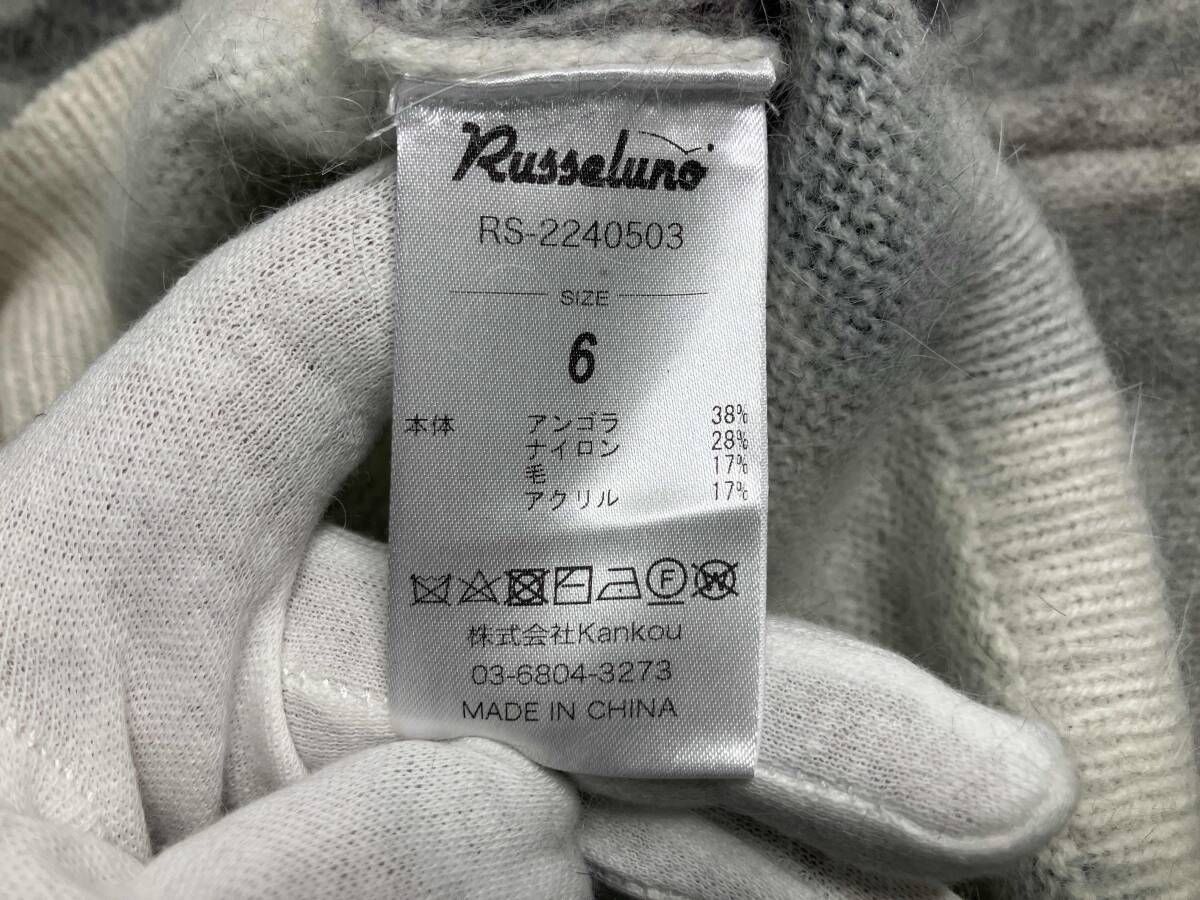 Russeluno
RS-2240503
SIZE
6
本体 アンゴラ 38%
ナイロン 28%
毛 17%
アクリル 17%
F W
株式会社Kankou
03-6804-3273
MADE IN CHINA